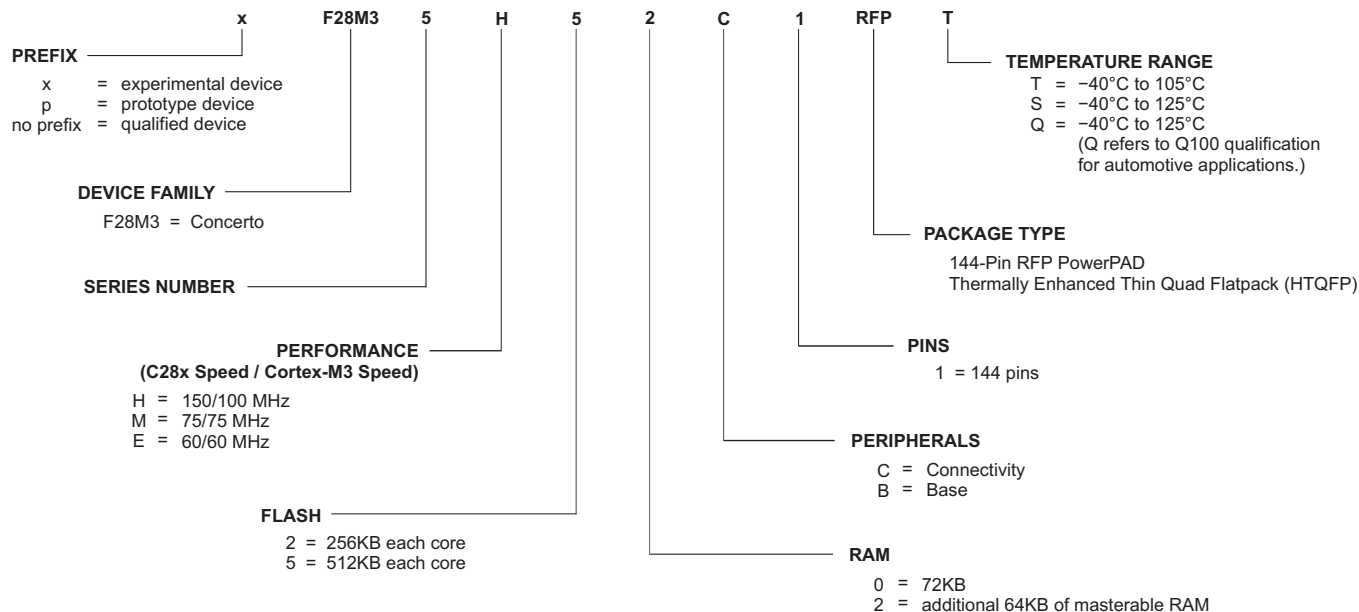 x F28M3 5 H 5 2 C 1 RFP T
PREFIX
x = experimental device
p = prototype device
no prefix = qualified device
TEMPERATURE RANGE
T = −40°C to 105°C
S = −40°C to 125°C
Q = −40°C to 125°C
(Q refers to Q100 qualification
for automotive applications.)
DEVICE FAMILY
F28M3 = Concerto
PACKAGE TYPE
144-Pin RFP PowerPAD
Thermally Enhanced Thin Quad Flatpack (HTQFP)
SERIES NUMBER
PERFORMANCE
(C28x Speed / Cortex-M3 Speed)
H = 150/100 MHz
M = 75/75 MHz
E = 60/60 MHz
PINS
1 = 144 pins
PERIPHERALS
C = Connectivity
B = Base
FLASH
2 = 256KB each core
5 = 512KB each core
RAM
0 = 72KB
2 = additional 64KB of masterable RAM